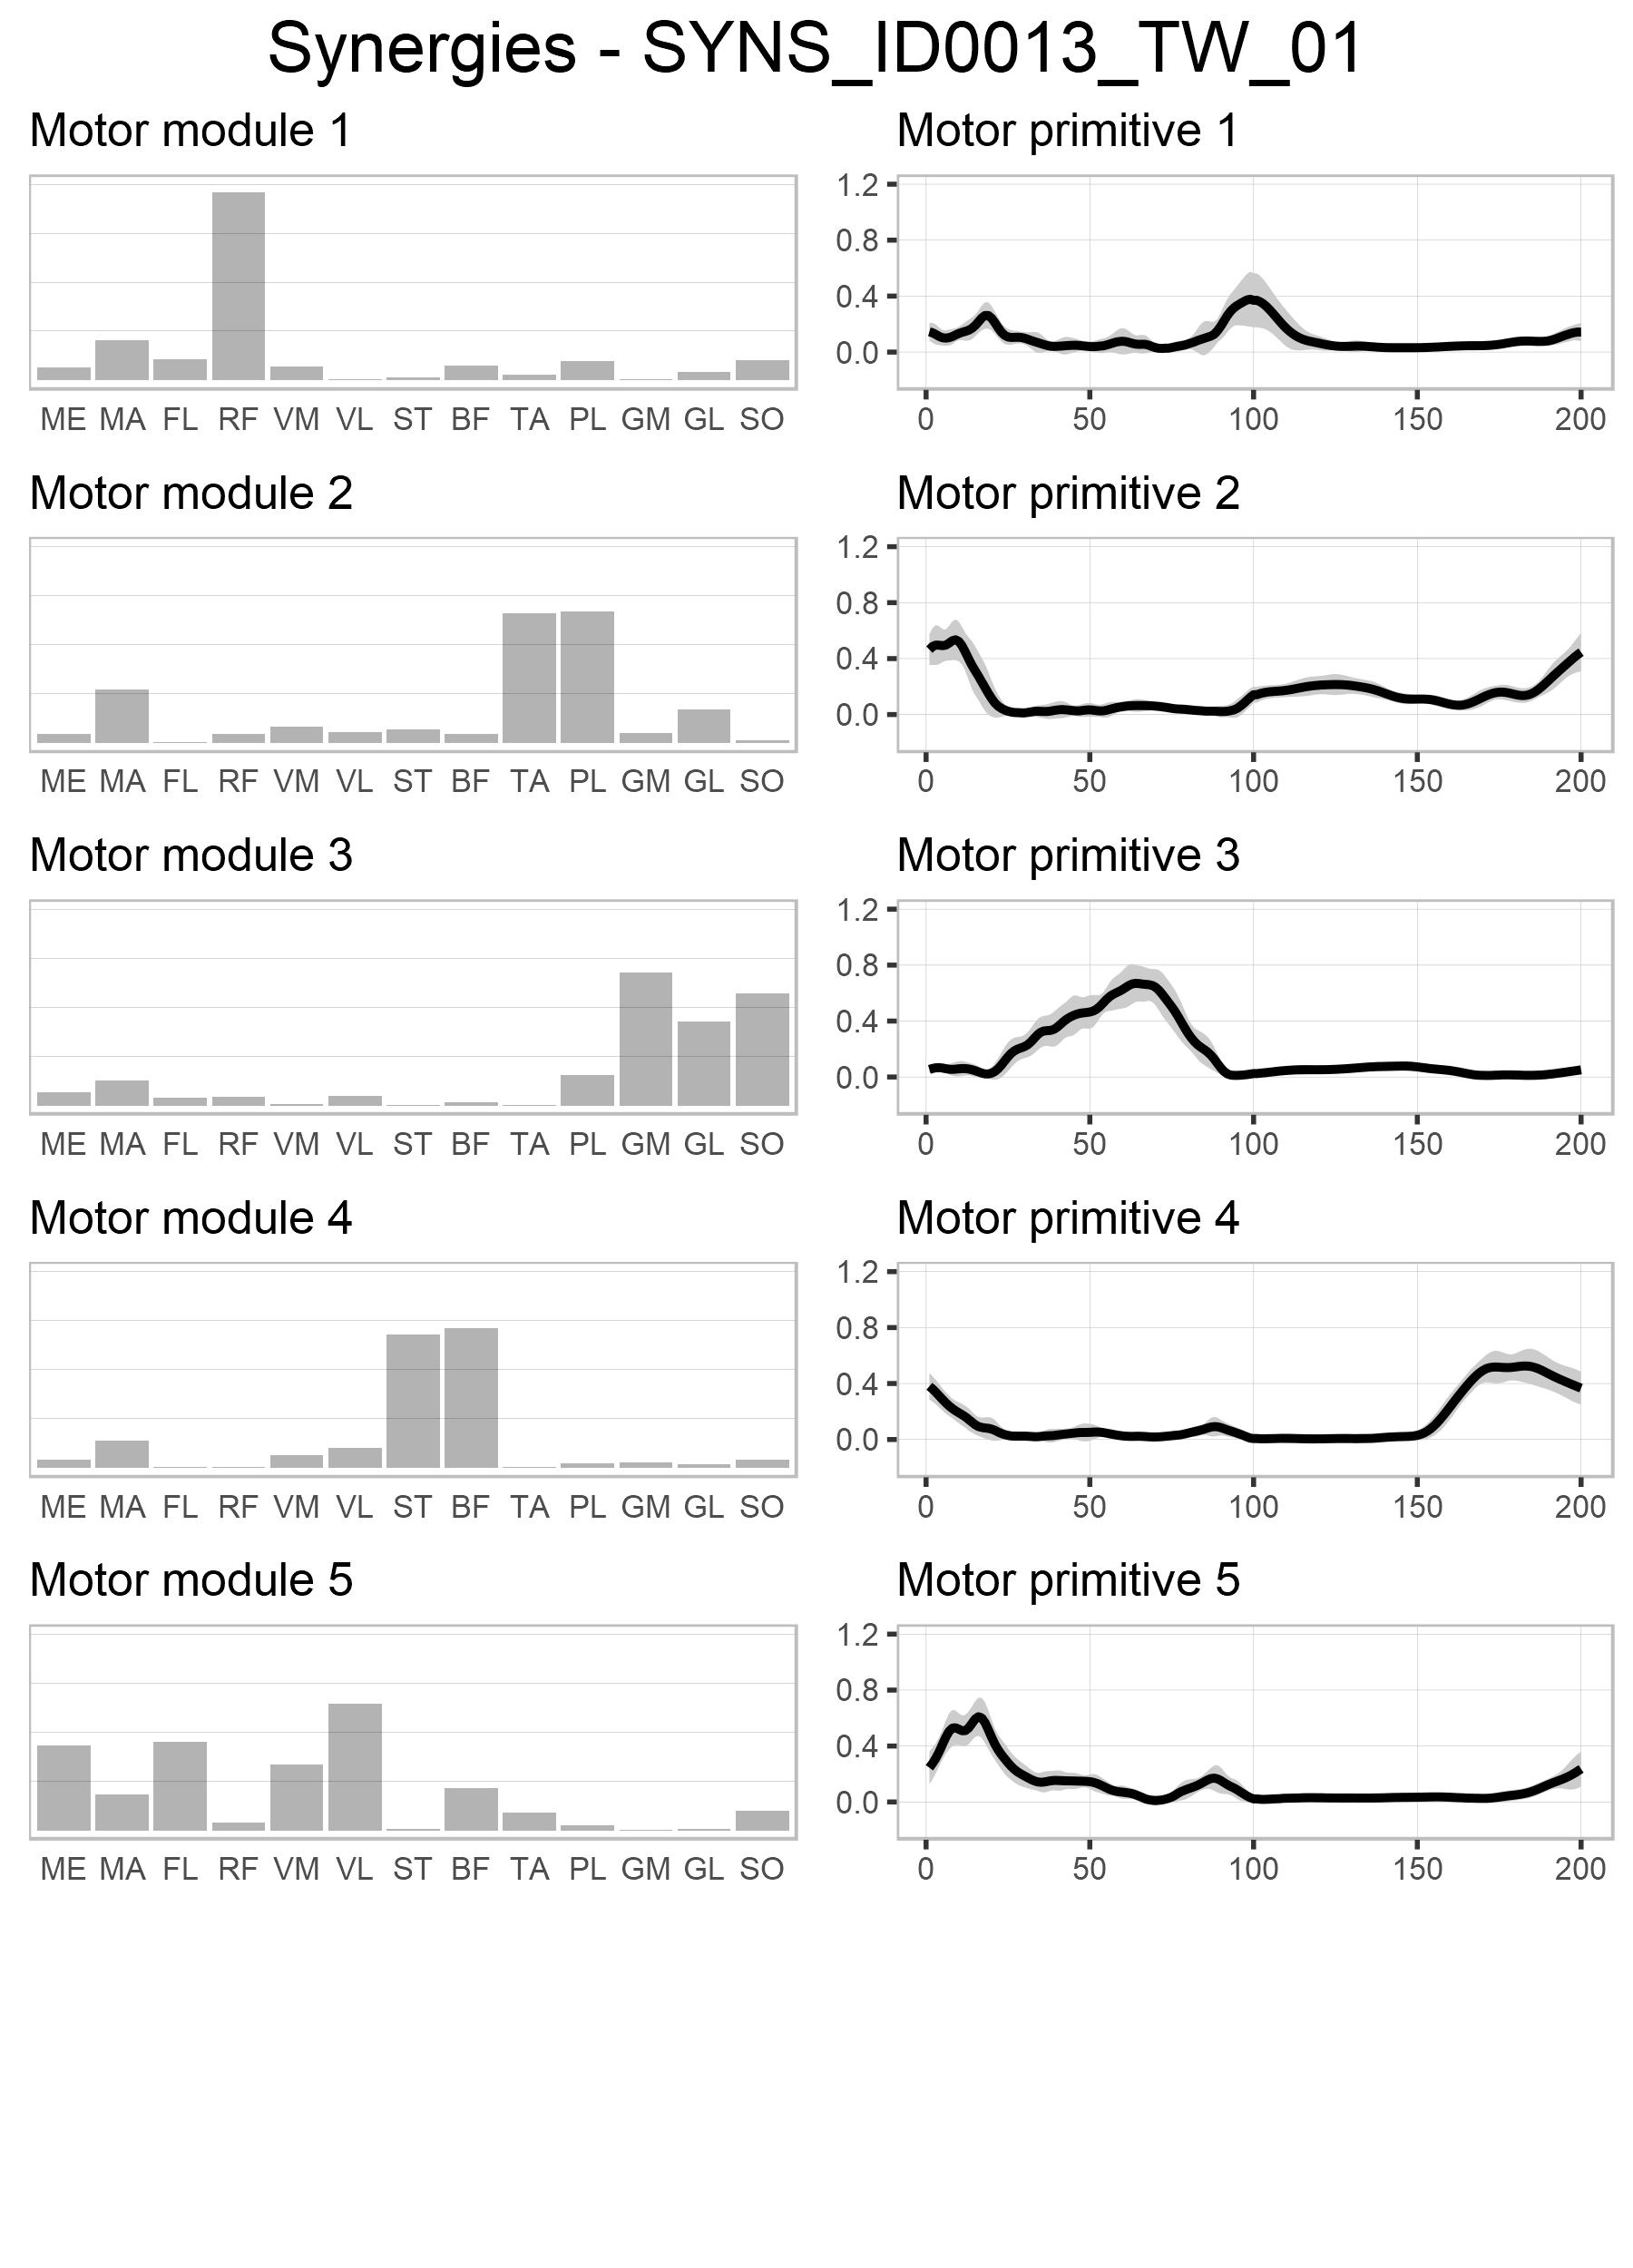 Synergies - SYNS_ID0013_TW_01
Motor module 1 Motor primitive 1
1.2
0.8
0.4
0.0
ME MA FL RF VM VL ST BF TA PL GM GL SO 0 50 100 150 200
Motor module 2 Motor primitive 2
1.2
0.8
0.4
0.0
ME MA FL RF VM VL ST BF TA PL GM GL SO 0 50 100 150 200
Motor module 3 Motor primitive 3
1.2
0.8
0.4
0.0
ME MA FL RF VM VL ST BF TA PL GM GL SO 0 50 100 150 200
Motor module 4 Motor primitive 4
1.2
0.8
0.4
0.0
ME MA FL RF VM VL ST BF TA PL GM GL SO 0 50 100 150 200
Motor module 5 Motor primitive 5
1.2
0.8
0.4
0.0
ME MA FL RF VM VL ST BF TA PL GM GL SO 0 50 100 150 200